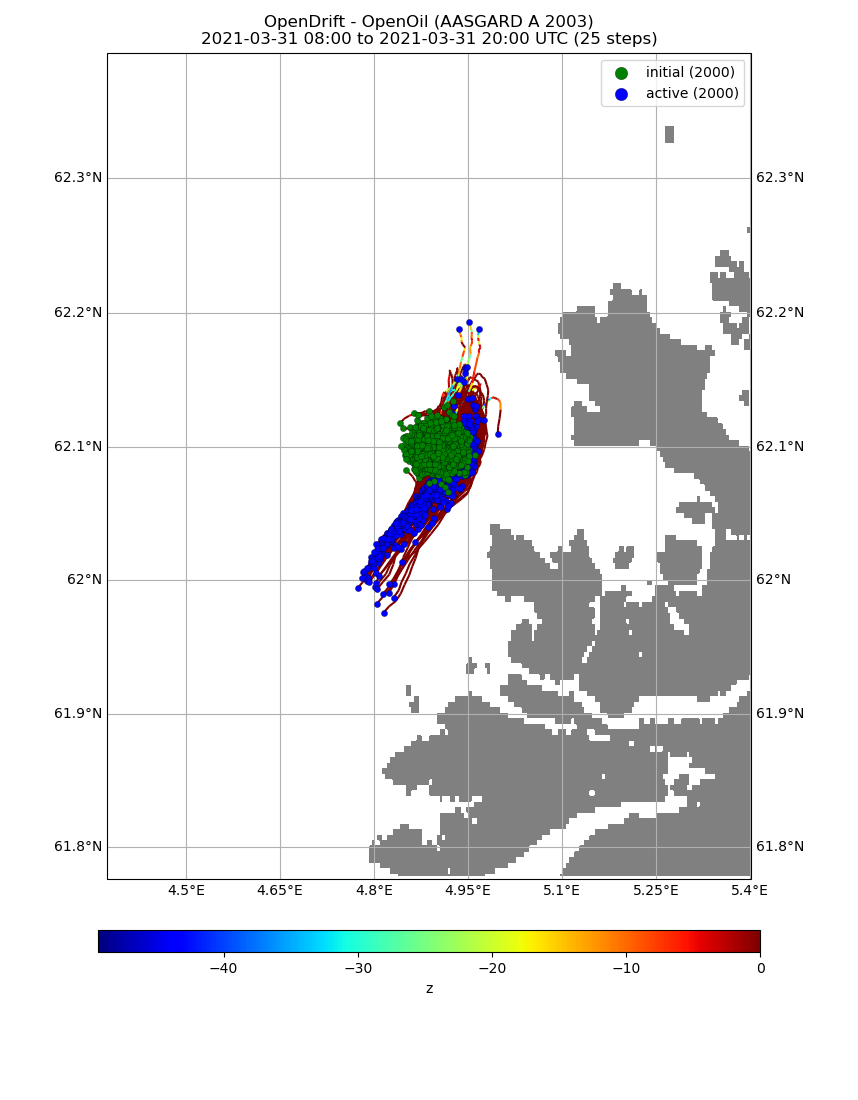 OpenDrift - OpenOil (AASGARD A 2003)
2021-03-31 08:00 to 2021-03-31 20:00 UTC (25 steps)
initial (2000)
active (2000)
62.3°N 62.3°N
62.2°N 62.2°N
62.1°N 62.1°N
62°N 62°N
61.9°N 61.9°N
61.8°N 61.8°N
4.5°E 4.65°E 4.8°E 4.95°E 5.1°E 5.25°E 5.4°E
−40 −30 −20 −10 0
z